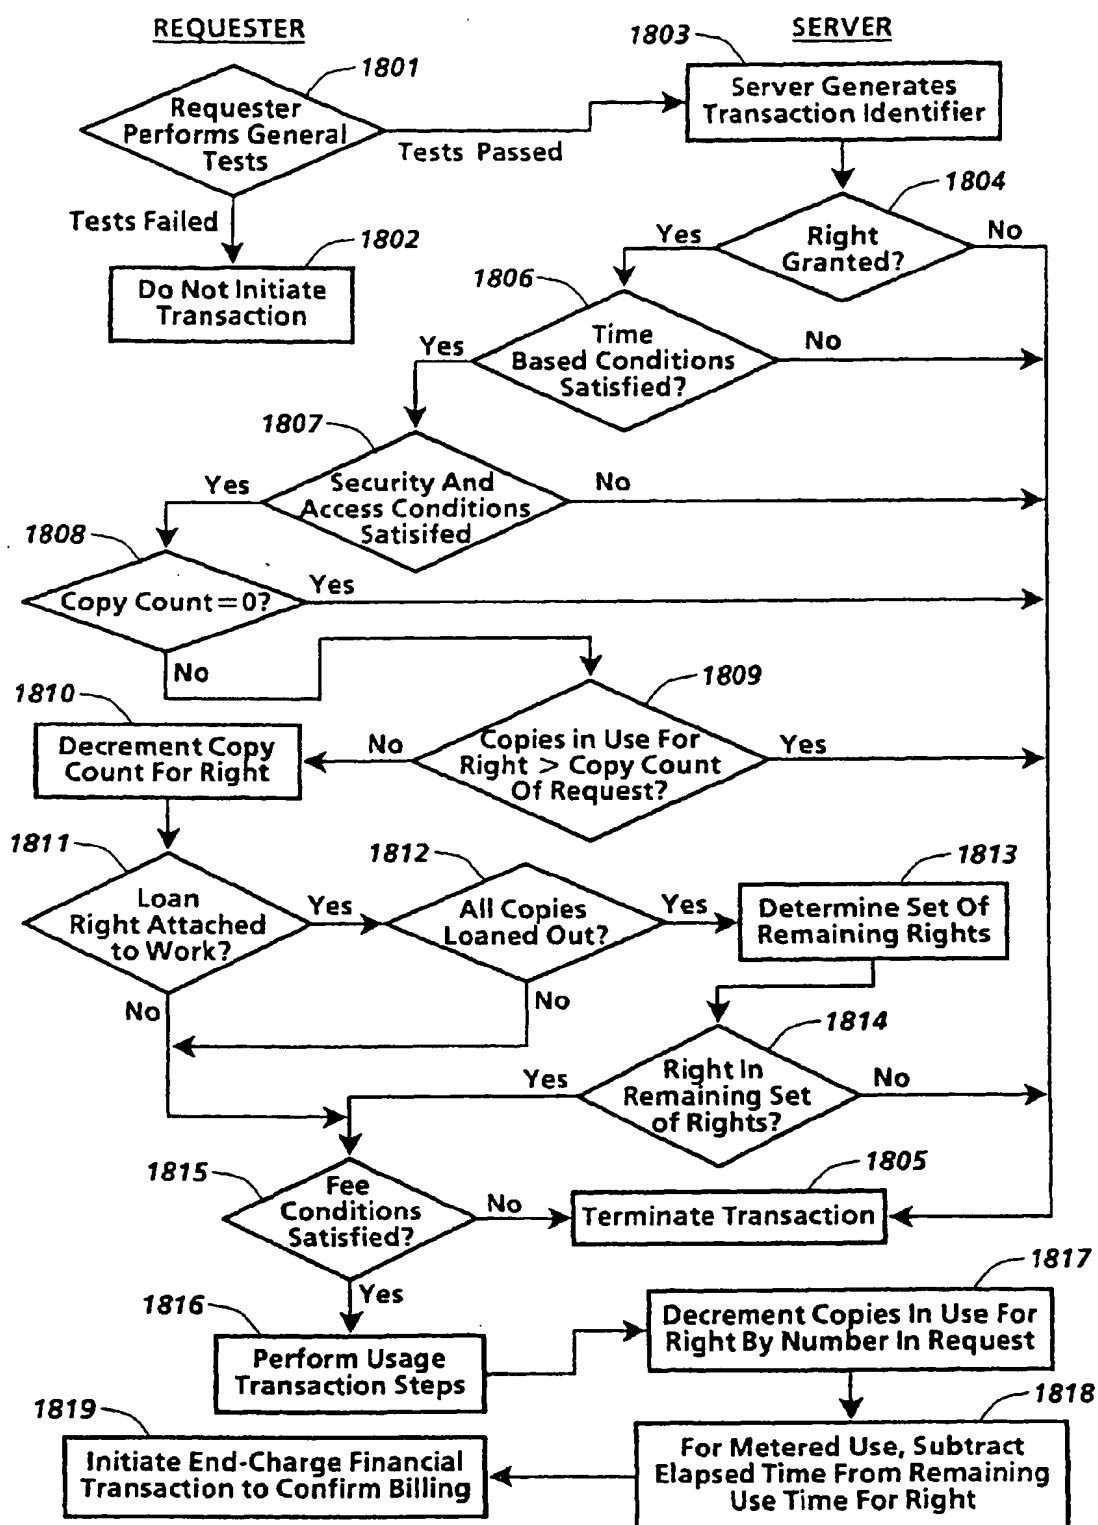 REQUESTER
SERVER
1801
1803
Requester
Performs General
Tests
Tests Passed
Server Generates
Transaction Identifier
Tests Failed
1802
Do Not Initiate
Transaction
1804
Right
Granted?
Yes
No
1806
Time
Based Conditions
Satisfied?
Yes
No
1807
Security And
Access Conditions
Satisifed
Yes
No
1808
Copy Count=0?
Yes
No
1809
Copies in Use For
Right > Copy Count
Of Request?
No
Yes
1810
Decrement Copy
Count For Right
1811
Loan
Right Attached
to Work?
Yes
No
1812
All Copies
Loaned Out?
Yes
No
1813
Determine Set Of
Remaining Rights
1814
Right In
Remaining Set
of Rights?
Yes
No
1815
Fee
Conditions
Satisfied?
No
Yes
1805
Terminate Transaction
1816
Perform Usage
Transaction Steps
1817
Decrement Copies In Use For
Right By Number In Request
1818
For Metered Use, Subtract
Elapsed Time From Remaining
Use Time For Right
1819
Initiate End-Charge Financial
Transaction to Confirm Billing